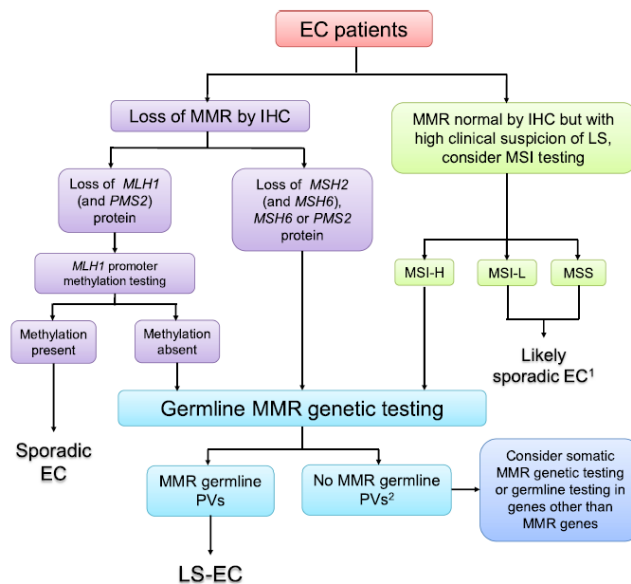 EC patients
Loss of MMR by IHC
MMR normal by IHC but with
high clinical suspicion of LS,
consider MSI testing
Loss of MLH1
(and PMS2)
protein
Loss of MSH2
(and MSH6),
MSH6 or PMS2
protein
MLH1 promoter
methylation testing
MSI-H
MSI-L
MSS
Methylation
present
Methylation
absent
Likely
sporadic EC1
Germline MMR genetic testing
Sporadic
EC
MMR germline
PVs
No MMR germline
PVs2
Consider somatic
MMR genetic testing
or germline testing in
genes other than
MMR genes
LS-EC